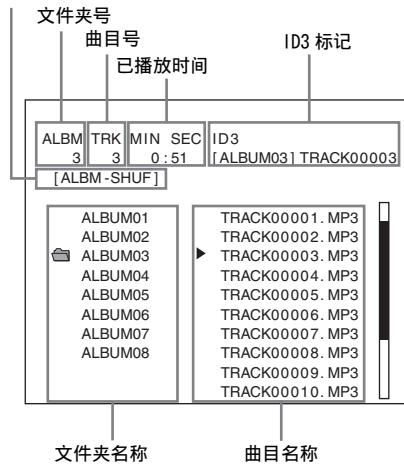 文件夹号
曲目号
已播放时间
ID3 标记
ALBM TRK MIN SEC ID3
3 3 0:51 [ALBUM03] TRACK00003
[ALBM-SHUF]
ALBUM01 TRACK00001.MP3
ALBUM02 TRACK00002.MP3
ALBUM03 TRACK00003.MP3
ALBUM04 TRACK00004.MP3
ALBUM05 TRACK00005.MP3
ALBUM06 TRACK00006.MP3
ALBUM07 TRACK00007.MP3
ALBUM08 TRACK00008.MP3
TRACK00009.MP3
TRACK00010.MP3
文件夹名称 曲目名称